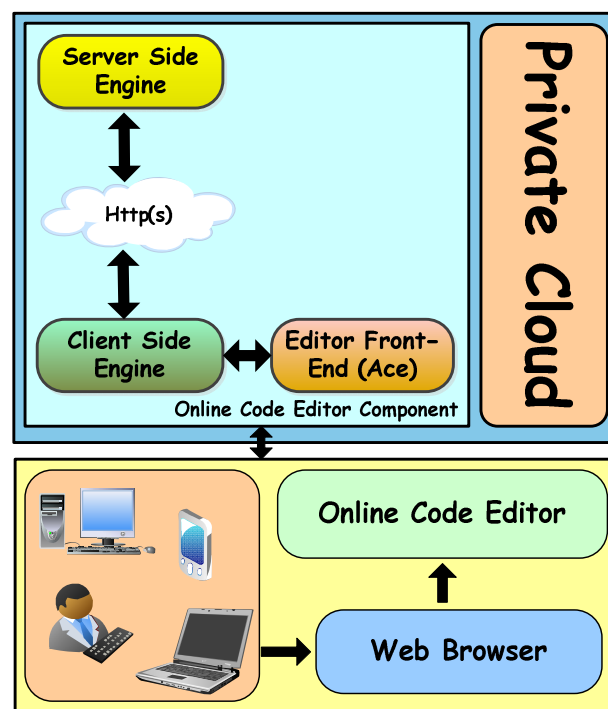 Server Side
Engine
Private Cloud
Http(s)
Client Side
Engine
Editor Front-
End (Ace)
Online Code Editor Component
Online Code Editor
Web Browser